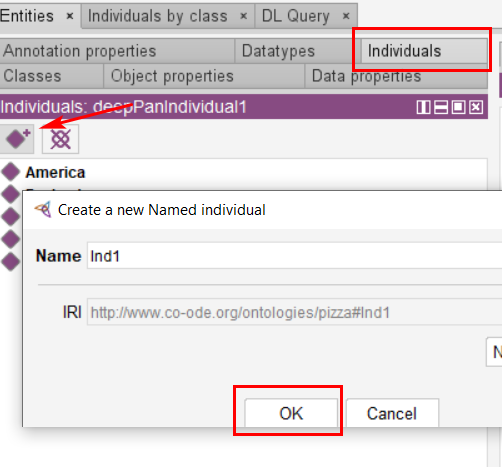 Entities × Individuals by class × DL Query ×
Annotation properties Datatypes Individuals
Classes Object properties Data properties
Individuals: deepPanIndividual1
America
Create a new Named individual
Name Ind1
IRI http://www.co-ode.org/ontologies/pizza#Ind1
N
OK Cancel